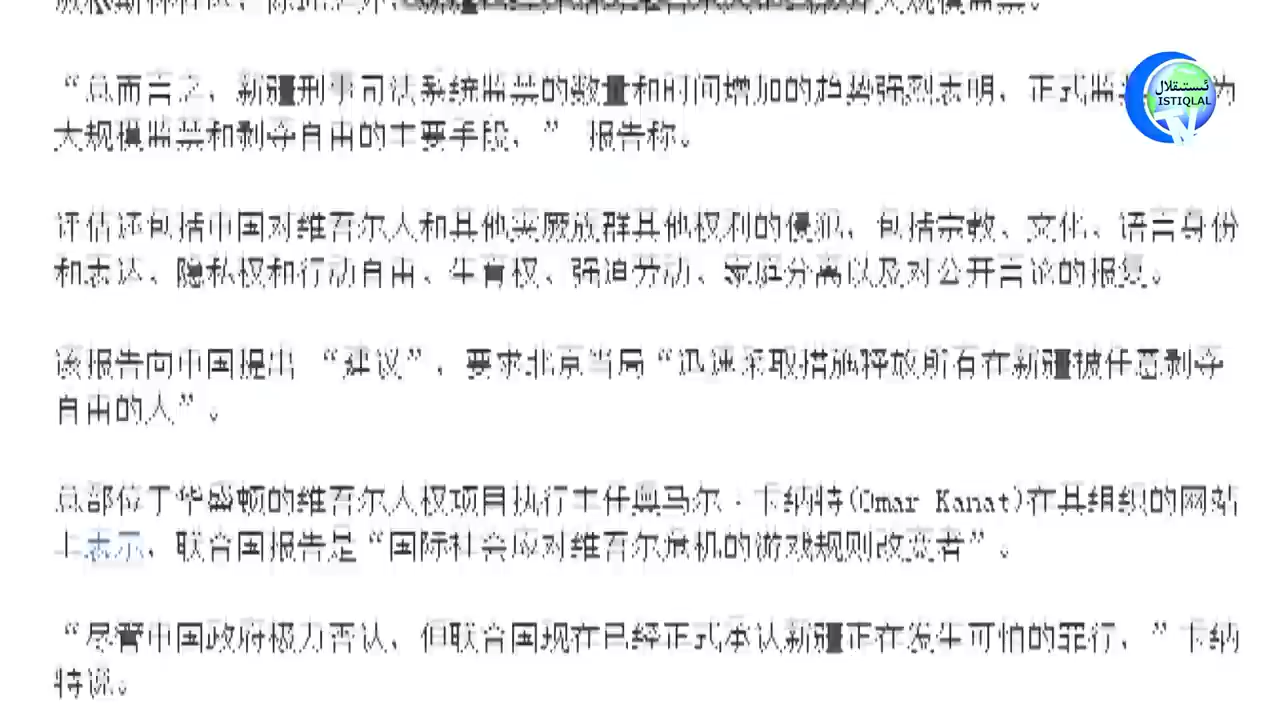 大规模监禁。
“总而言之，新疆刑事司法系统监禁的数量和时间增加的趋势强烈表明，正式监 为
大规模监禁和剥夺自由的主要手段，” 报告称。
评估还包括中国对维吾尔人和其他突厥族群其他权利的侵犯，包括宗教、文化、语言身份
和表达、隐私权和行动自由、生育权、强迫劳动、家庭分离以及对公开言论的报复。
该报告向中国提出 “建议”，要求北京当局“迅速采取措施释放所有在新疆被任意剥夺
自由的人”。
总部位于华盛顿的维吾尔人权项目执行主任奥马尔·卡纳特(Omar Kanat)在其组织的网站
上表示，联合国报告是“国际社会应对维吾尔危机的游戏规则改变者”。
“尽管中国政府极力否认，但联合国现在已经正式承认新疆正在发生可怕的罪行，”卡纳
特说。
ئىستىقلال
ISTIQLAL
TV